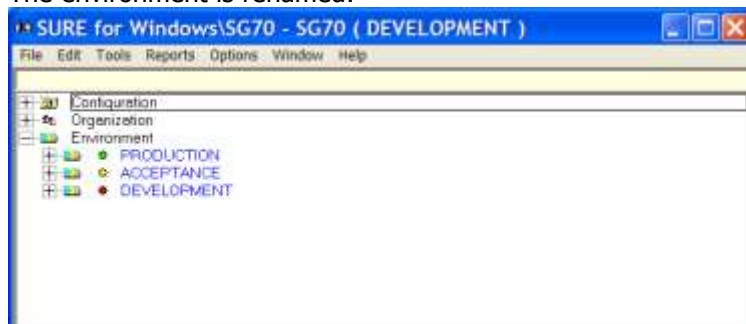 The environment is renamed.
SURE for Windows\SG70 - SG70 ( DEVELOPMENT )
File Edit Tools Reports Options Window Help
Configuration
Organization
Environment
PRODUCTION
ACCEPTANCE
DEVELOPMENT